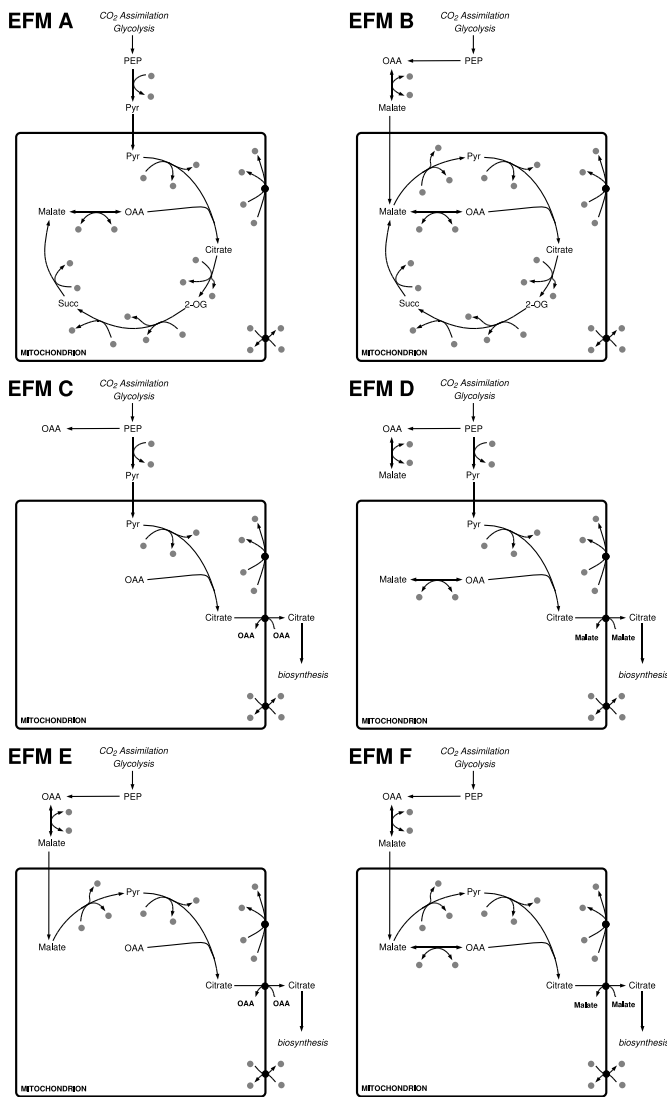 EFM A
CO2 Assimilation
Glycolysis
PEP
Pyr
Pyr
Malate
OAA
Citrate
Succ
2-OG
MITOCHONDRION
EFM B
CO2 Assimilation
Glycolysis
OAA
PEP
Malate
Pyr
Malate
OAA
Citrate
Succ
2-OG
MITOCHONDRION
EFM C
CO2 Assimilation
Glycolysis
OAA
PEP
Pyr
Pyr
OAA
Citrate
Citrate
OAA
OAA
biosynthesis
MITOCHONDRION
EFM D
CO2 Assimilation
Glycolysis
OAA
PEP
Malate
Pyr
Pyr
Malate
OAA
Citrate
Citrate
Malate
Malate
biosynthesis
MITOCHONDRION
EFM E
CO2 Assimilation
Glycolysis
OAA
PEP
Malate
Pyr
Malate
OAA
Citrate
Citrate
OAA
OAA
biosynthesis
MITOCHONDRION
EFM F
CO2 Assimilation
Glycolysis
OAA
PEP
Malate
Pyr
Malate
OAA
Citrate
Citrate
Malate
Malate
biosynthesis
MITOCHONDRION